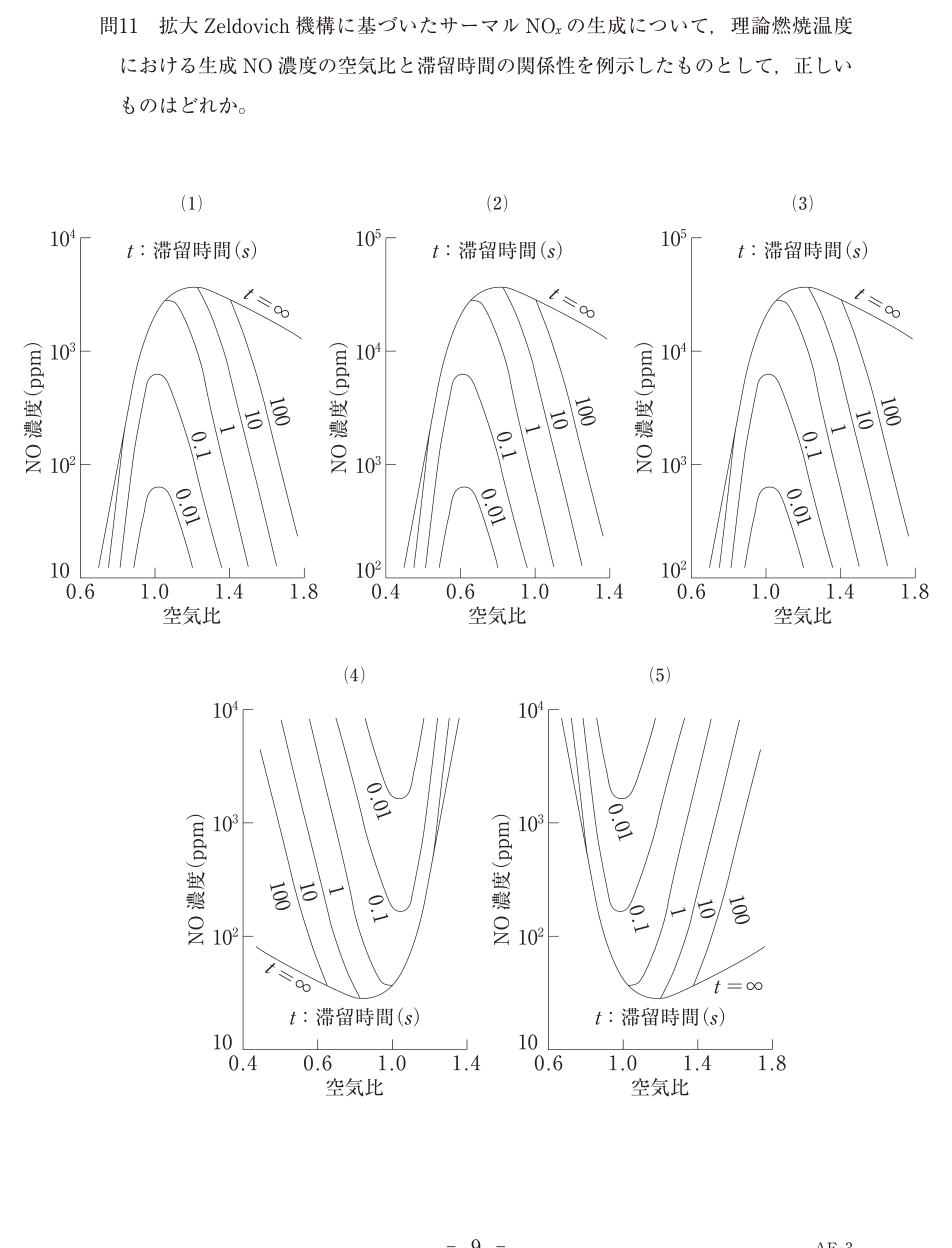 問11　拡大 Zeldovich 機構に基づいたサーマル NOx の生成について，理論燃焼温度
における生成 NO 濃度の空気比と滞留時間の関係性を例示したものとして，正しい
ものはどれか。
(1)
10⁴
t：滞留時間(s)
t＝∞
10³
NO 濃度(ppm)
100
10
1
0.1
10²
0.01
10
0.6 1.0 1.4 1.8
空気比
(2)
10⁵
t：滞留時間(s)
t＝∞
10⁴
NO 濃度(ppm)
100
10
1
0.1
10³
0.01
10²
0.4 0.6 1.0 1.4
空気比
(3)
10⁵
t：滞留時間(s)
t＝∞
10⁴
NO 濃度(ppm)
100
10
1
0.1
10³
0.01
10²
0.6 1.0 1.4 1.8
空気比
(4)
10⁴
0.01
10³
NO 濃度(ppm)
100
10
1
0.1
10²
t＝∞
t：滞留時間(s)
10
0.4 0.6 1.0 1.4
空気比
(5)
10⁴
0.01
10³
NO 濃度(ppm)
0.1
1
10
100
10²
t＝∞
t：滞留時間(s)
10
0.6 1.0 1.4 1.8
空気比
－ 9 －